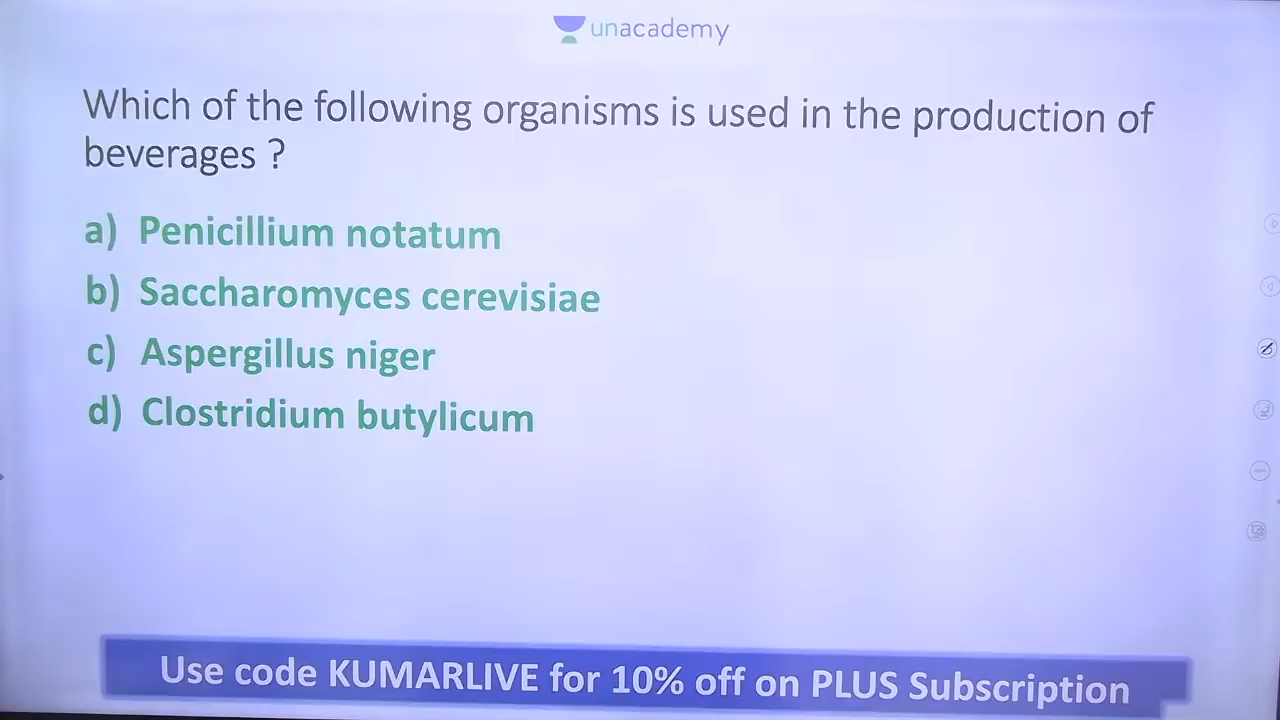 unacademy
Which of the following organisms is used in the production of
beverages ?
a) Penicillium notatum
b) Saccharomyces cerevisiae
c) Aspergillus niger
d) Clostridium butylicum
Use code KUMARLIVE for 10% off on PLUS Subscription